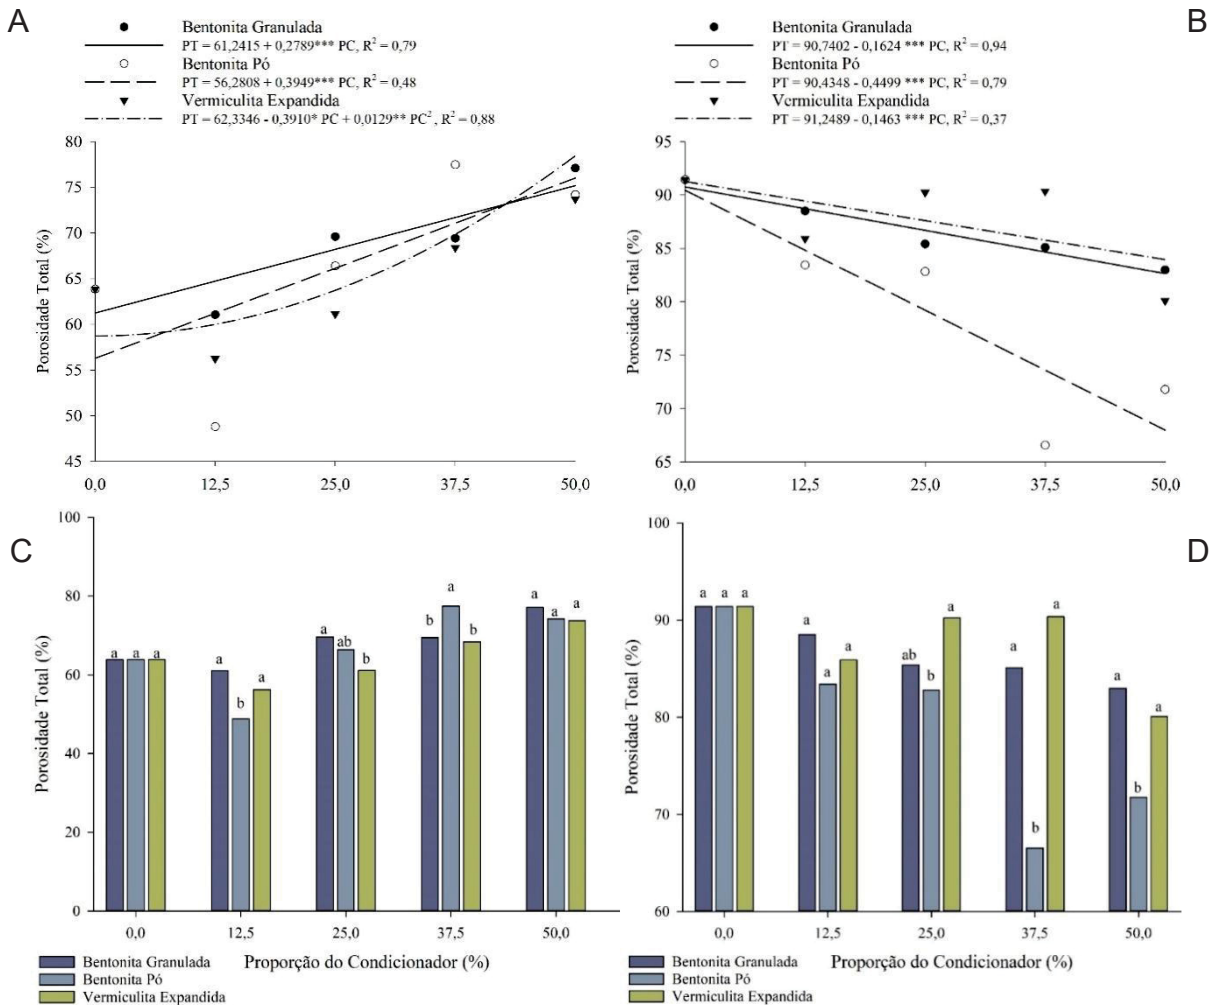 A
Bentonita Granulada
PT = 61,2415 + 0,2789*** PC, R² = 0,79
Bentonita Pó
PT = 56,2808 + 0,3949*** PC, R² = 0,48
Vermiculita Expandida
PT = 62,3346 - 0,3910* PC + 0,0129** PC² , R² = 0,88
80
75
70
65
60
55
50
45
Porosidade Total (%)
0,0 12,5 25,0 37,5 50,0
B
Bentonita Granulada
PT = 90,7402 - 0,1624 *** PC, R² = 0,94
Bentonita Pó
PT = 90,4348 - 0,4499 *** PC, R² = 0,79
Vermiculita Expandida
PT = 91,2489 - 0,1463 *** PC, R² = 0,37
95
90
85
80
75
70
65
Porosidade Total (%)
0,0 12,5 25,0 37,5 50,0
C
100
80
60
40
20
0
Porosidade Total (%)
a a a
a b a
a ab b
b a b
a a a
0,0 12,5 25,0 37,5 50,0
Proporção do Condicionador (%)
Bentonita Granulada
Bentonita Pó
Vermiculita Expandida
D
100
90
80
70
60
Porosidade Total (%)
a a a
a a a
ab b a
a b a
a b a
0,0 12,5 25,0 37,5 50,0
Proporção do Condicionador (%)
Bentonita Granulada
Bentonita Pó
Vermiculita Expandida